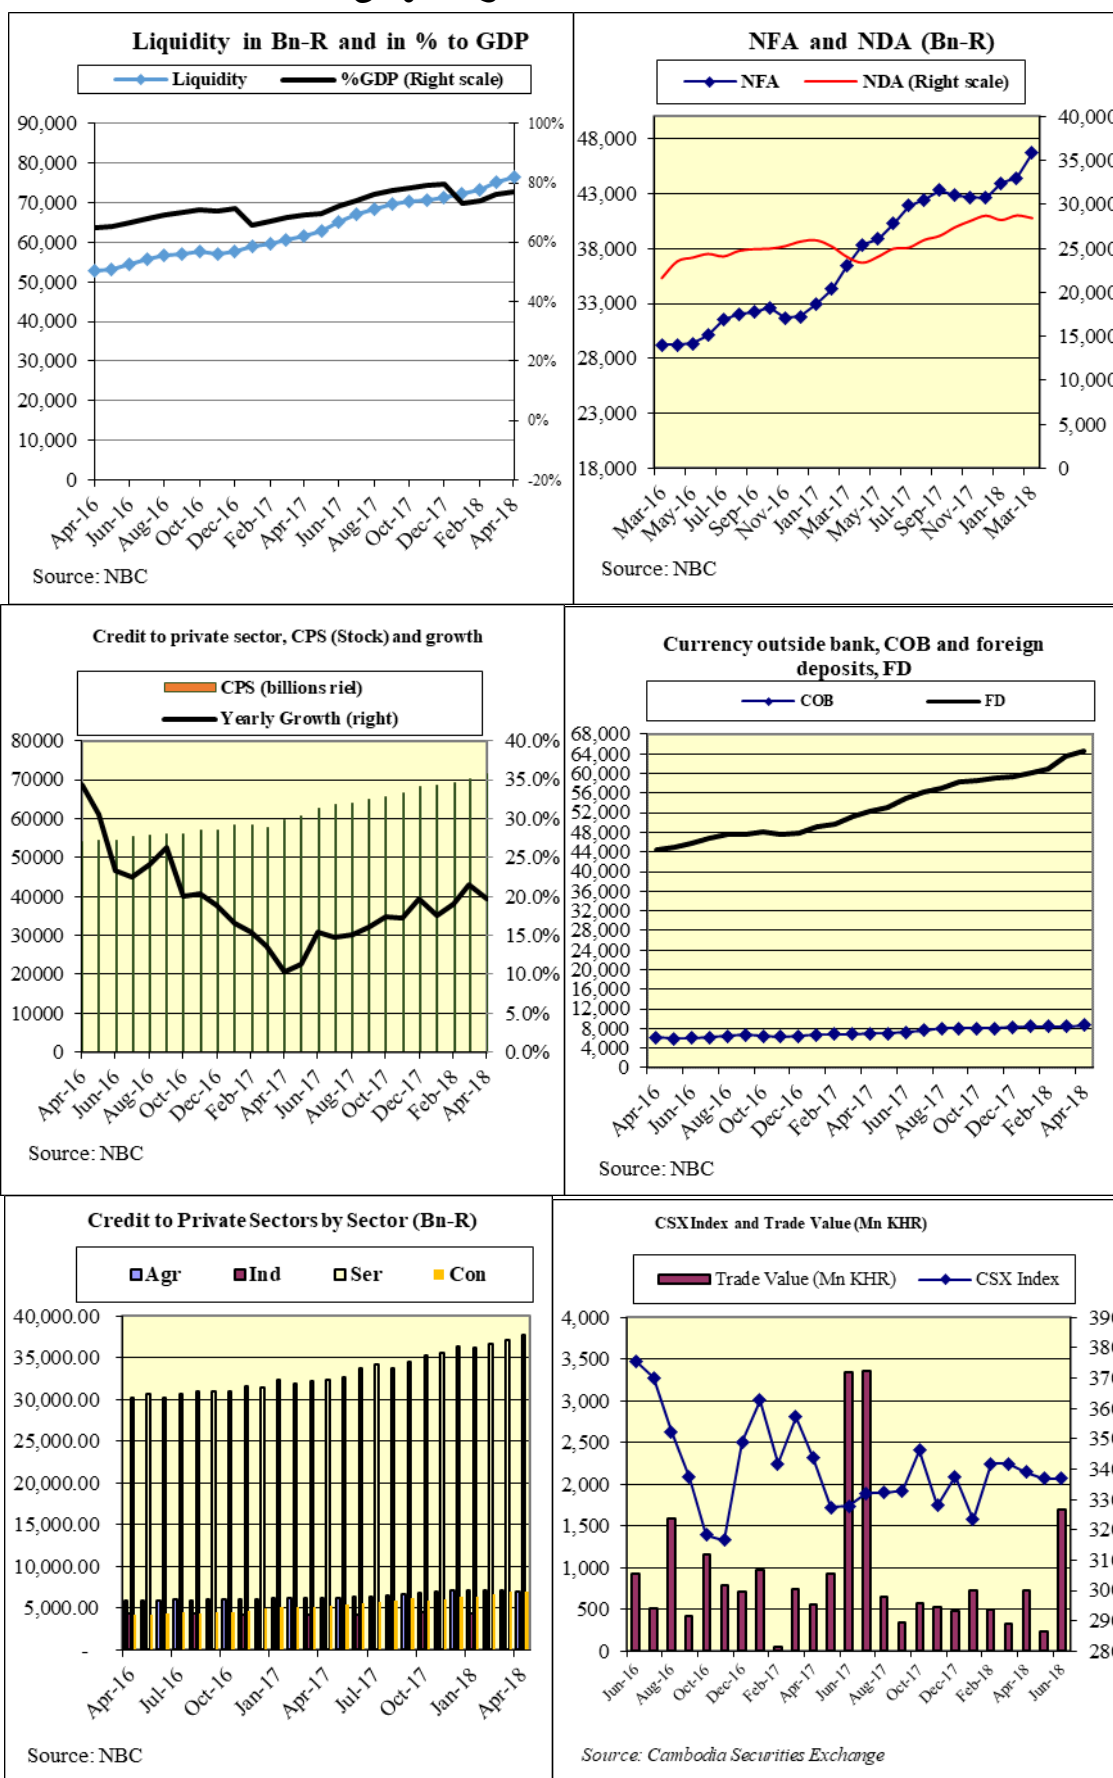 Liquidity in Bn-R and in % to GDP
Liquidity
%GDP (Right scale)
90,000
80,000
70,000
60,000
50,000
40,000
30,000
20,000
10,000
0
100%
80%
60%
40%
20%
0%
-20%
Apr-16
Jun-16
Aug-16
Oct-16
Dec-16
Feb-17
Apr-17
Jun-17
Aug-17
Oct-17
Dec-17
Feb-18
Apr-18
Source: NBC
NFA and NDA (Bn-R)
NFA
NDA (Right scale)
48,000
43,000
38,000
33,000
28,000
23,000
18,000
40,000
35,000
30,000
25,000
20,000
15,000
10,000
5,000
0
Mar-16
May-16
Jul-16
Sep-16
Nov-16
Jan-17
Mar-17
May-17
Jul-17
Sep-17
Nov-17
Jan-18
Mar-18
Source: NBC
Credit to private sector, CPS (Stock) and growth
CPS (billions riel)
Yearly Growth (right)
80000
70000
60000
50000
40000
30000
20000
10000
0
40.0%
35.0%
30.0%
25.0%
20.0%
15.0%
10.0%
5.0%
0.0%
Apr-16
Jun-16
Aug-16
Oct-16
Dec-16
Feb-17
Apr-17
Jun-17
Aug-17
Oct-17
Dec-17
Feb-18
Apr-18
Source: NBC
Currency outside bank, COB and foreign
deposits, FD
COB
FD
68,000
64,000
60,000
56,000
52,000
48,000
44,000
40,000
36,000
32,000
28,000
24,000
20,000
16,000
12,000
8,000
4,000
0
Apr-16
Jun-16
Aug-16
Oct-16
Dec-16
Feb-17
Apr-17
Jun-17
Aug-17
Oct-17
Dec-17
Feb-18
Apr-18
Source: NBC
Credit to Private Sectors by Sector (Bn-R)
Agr
Ind
Ser
Con
40,000.00
35,000.00
30,000.00
25,000.00
20,000.00
15,000.00
10,000.00
5,000.00
-
Apr-16
Jul-16
Oct-16
Jan-17
Apr-17
Jul-17
Oct-17
Jan-18
Apr-18
Source: NBC
CSX Index and Trade Value (Mn KHR)
Trade Value (Mn KHR)
CSX Index
4,000
3,500
3,000
2,500
2,000
1,500
1,000
500
0
390
380
370
360
350
340
330
320
310
300
290
280
Jun-16
Aug-16
Oct-16
Dec-16
Feb-17
Apr-17
Jun-17
Aug-17
Oct-17
Dec-17
Feb-18
Apr-18
Jun-18
Source: Cambodia Securities Exchange